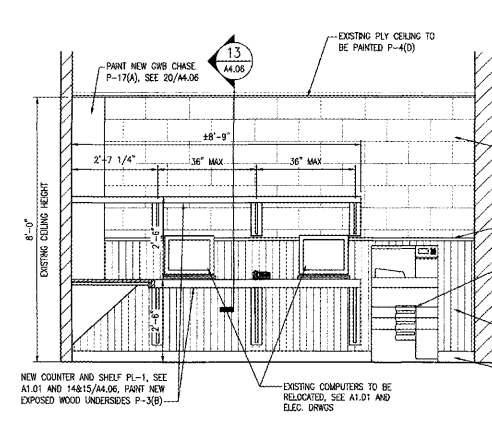 EXISTING PLY CEILING TO
BE PAINTED P-4(D)
13
A4.06
PAINT NEW GWB CHASE
P-17(A), SEE 20/A4.06
±8'-9"
2'-7 1/4"
36" MAX
36" MAX
8'-0"
EXISTING CEILING HEIGHT
2'-6"
2'-6"
NEW COUNTER AND SHELF PL-1, SEE
A1.01 AND 14&15/A4.06, PAINT NEW
EXPOSED WOOD UNDERSIDES P-3(B)
EXISTING COMPUTERS TO BE
RELOCATED, SEE A1.01 AND
ELEC. DRWGS